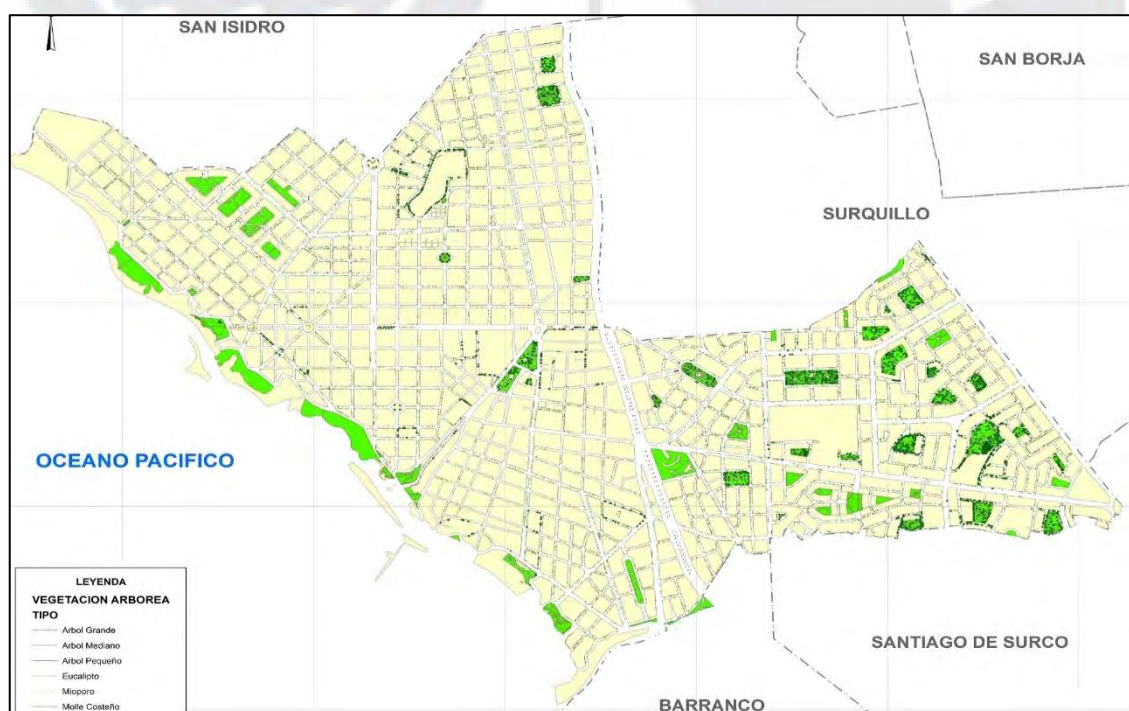 SAN ISIDRO
SAN BORJA
SURQUILLO
OCEANO PACIFICO
SANTIAGO DE SURCO
BARRANCO
LEYENDA
VEGETACION ARBOREA
TIPO
Arbol Grande
Arbol Mediano
Arbol Pequeño
Eucalipto
Mioporo
Molle Costeño